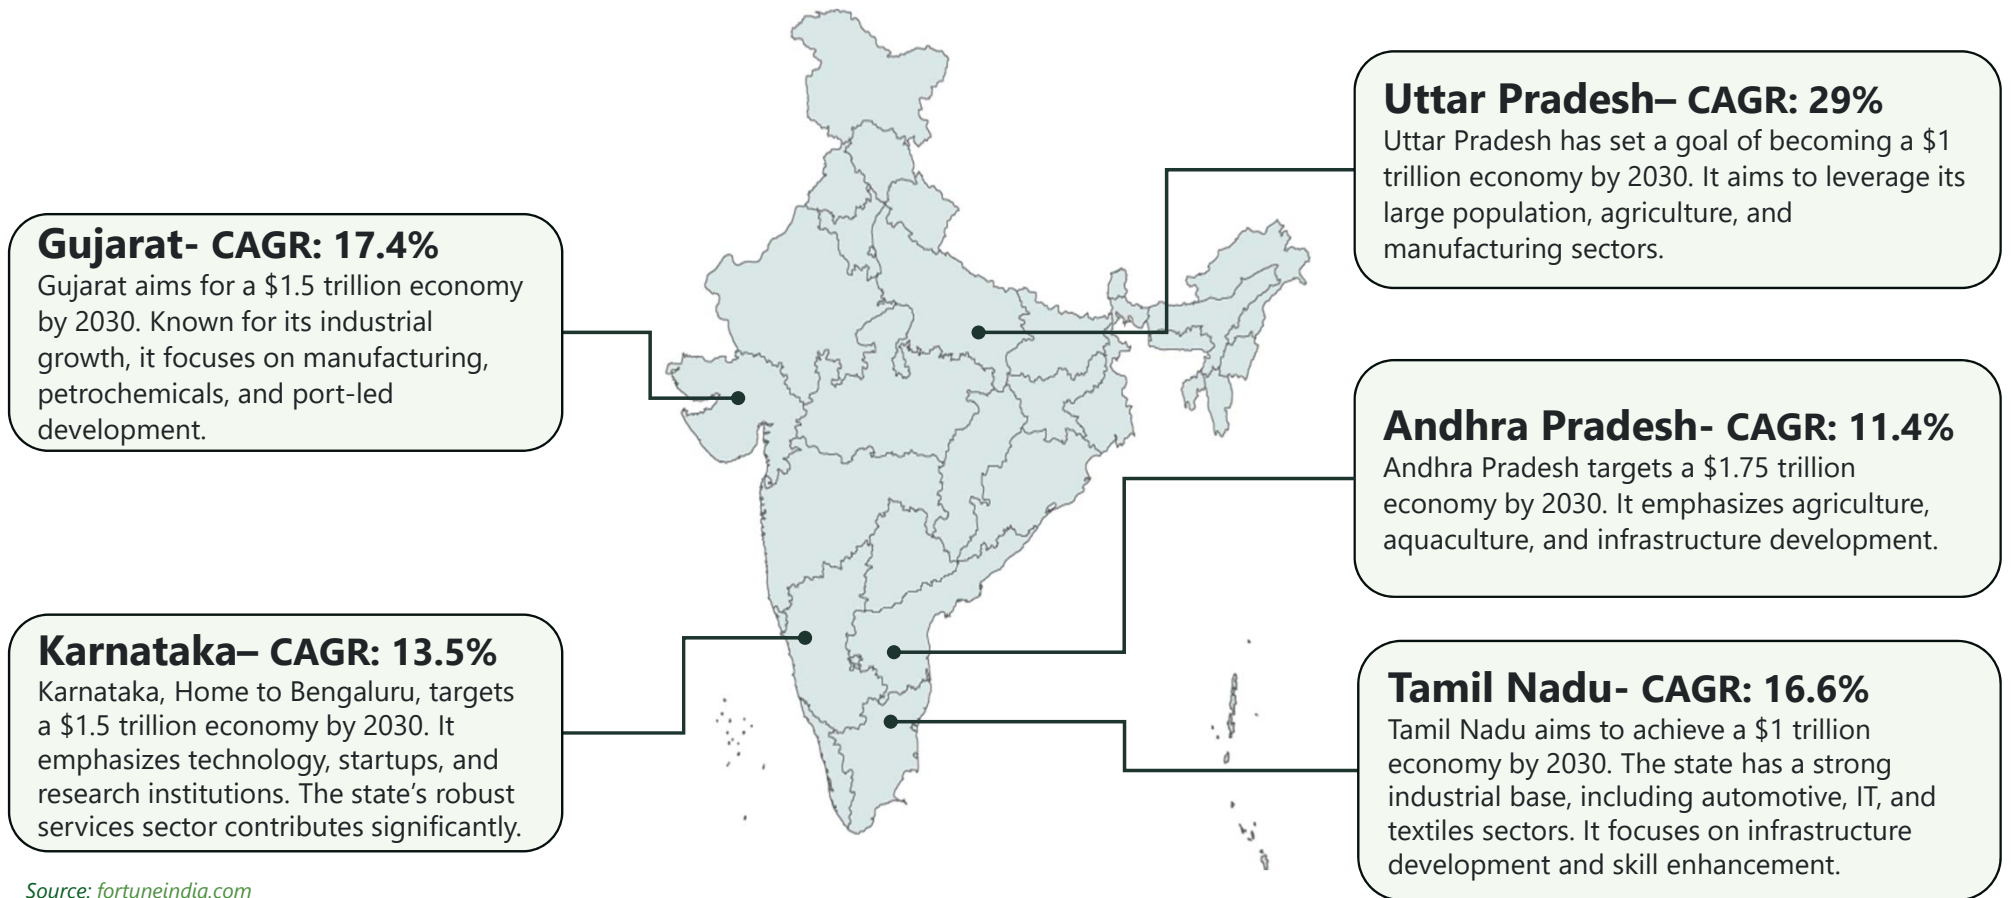 Uttar Pradesh– CAGR: 29%
Uttar Pradesh has set a goal of becoming a $1
trillion economy by 2030. It aims to leverage its
large population, agriculture, and
manufacturing sectors.
Gujarat- CAGR: 17.4%
Gujarat aims for a $1.5 trillion economy
by 2030. Known for its industrial
growth, it focuses on manufacturing,
petrochemicals, and port-led
development.
Andhra Pradesh- CAGR: 11.4%
Andhra Pradesh targets a $1.75 trillion
economy by 2030. It emphasizes agriculture,
aquaculture, and infrastructure development.
Karnataka– CAGR: 13.5%
Karnataka, Home to Bengaluru, targets
a $1.5 trillion economy by 2030. It
emphasizes technology, startups, and
research institutions. The state’s robust
services sector contributes significantly.
Tamil Nadu- CAGR: 16.6%
Tamil Nadu aims to achieve a $1 trillion
economy by 2030. The state has a strong
industrial base, including automotive, IT, and
textiles sectors. It focuses on infrastructure
development and skill enhancement.
Source: fortuneindia.com